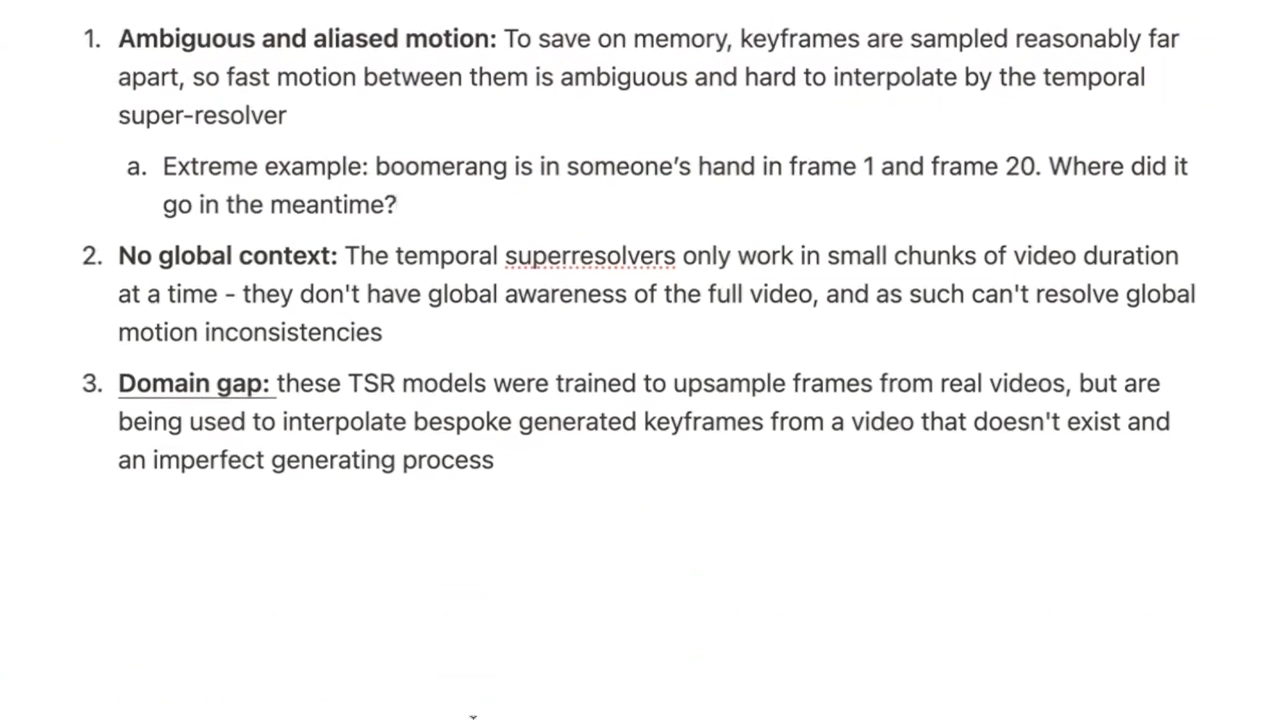 1. Ambiguous and aliased motion: To save on memory, keyframes are sampled reasonably far
apart, so fast motion between them is ambiguous and hard to interpolate by the temporal
super-resolver
a. Extreme example: boomerang is in someone’s hand in frame 1 and frame 20. Where did it
go in the meantime?
2. No global context: The temporal superresolvers only work in small chunks of video duration
at a time - they don't have global awareness of the full video, and as such can't resolve global
motion inconsistencies
3. Domain gap: these TSR models were trained to upsample frames from real videos, but are
being used to interpolate bespoke generated keyframes from a video that doesn't exist and
an imperfect generating process